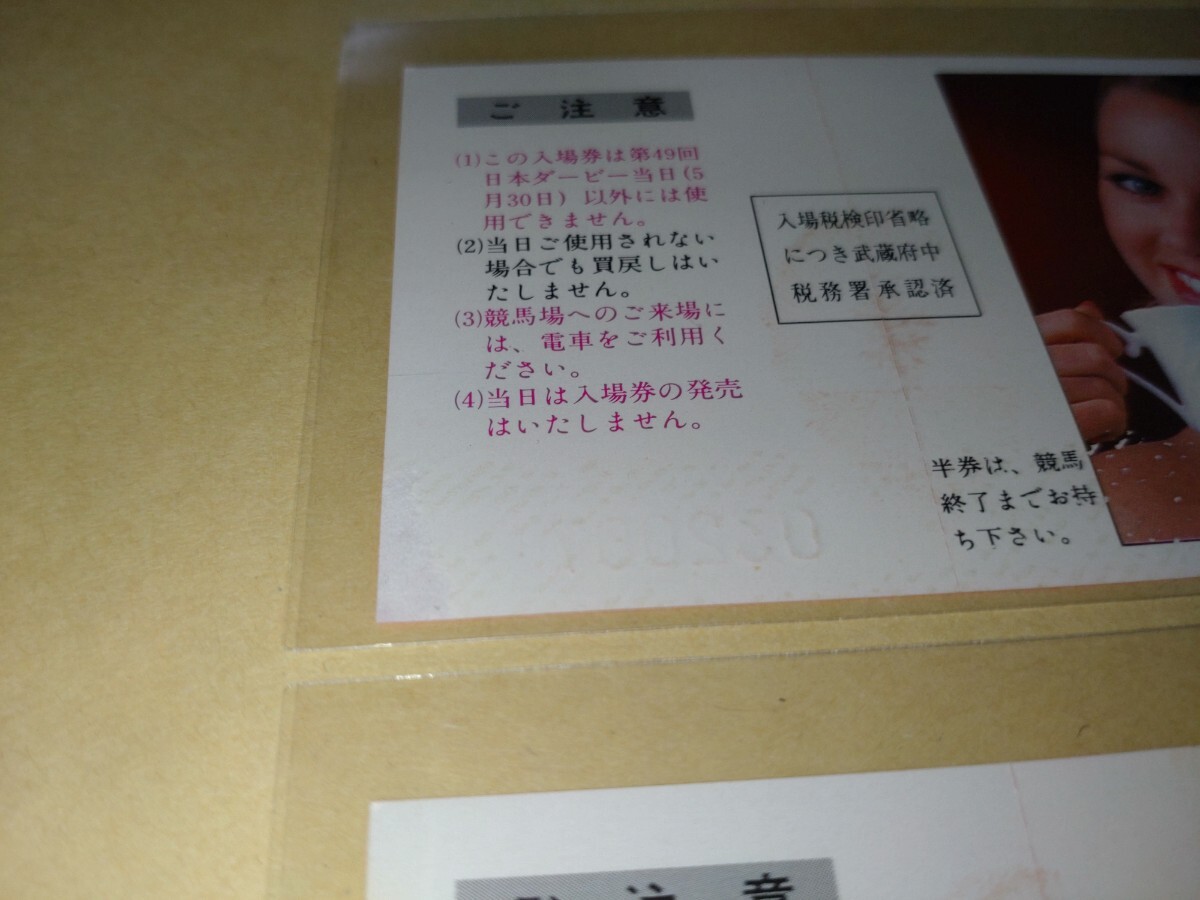 ご注意
(1)この入場券は第49回
日本ダービー当日(5
月30日)以外には使
用できません。
(2)当日ご使用されない
場合でも買戻しはい
たしません。
(3)競馬場へのご来場に
は、電車をご利用く
ださい。
(4)当日は入場券の発売
はいたしません。
入場税検印省略
につき武蔵府中
税務署承認済
半券は、競馬
終了までお持
ち下さい。
ご注意